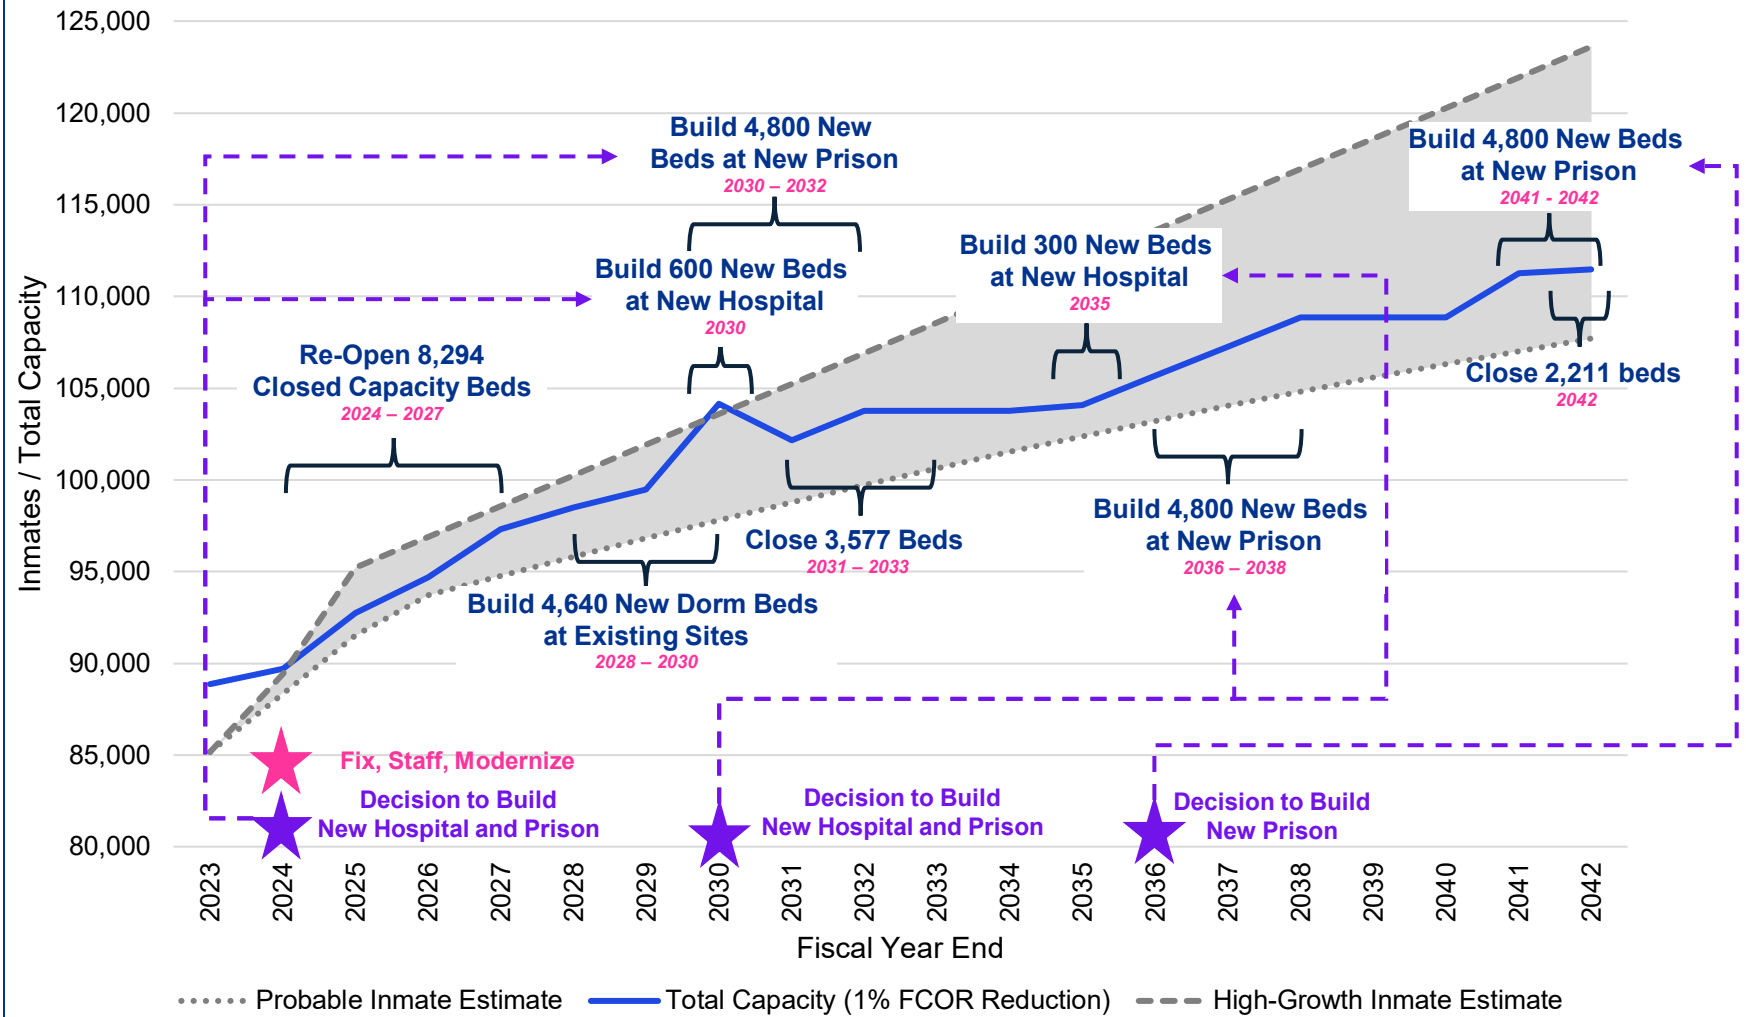 125,000
120,000
115,000
110,000
105,000
100,000
95,000
90,000
85,000
80,000
Inmates / Total Capacity
Build 4,800 New
Beds at New Prison
2030 – 2032
Build 600 New Beds
at New Hospital
2030
Re-Open 8,294
Closed Capacity Beds
2024 – 2027
Build 4,800 New Beds
at New Prison
2041 - 2042
Build 300 New Beds
at New Hospital
2035
Close 2,211 beds
2042
Build 4,800 New Beds
at New Prison
2036 – 2038
Close 3,577 Beds
2031 – 2033
Build 4,640 New Dorm Beds
at Existing Sites
2028 – 2030
Fix, Staff, Modernize
Decision to Build
New Hospital and Prison
Decision to Build
New Hospital and Prison
Decision to Build
New Prison
2023
2024
2025
2026
2027
2028
2029
2030
2031
2032
2033
2034
2035
2036
2037
2038
2039
2040
2041
2042
Fiscal Year End
Probable Inmate Estimate
Total Capacity (1% FCOR Reduction)
High-Growth Inmate Estimate